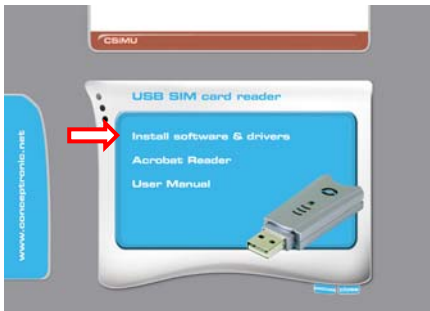 CSIMU
USB SIM card reader
Install software & drivers
Acrobat Reader
User Manual
www.conceptronic.net